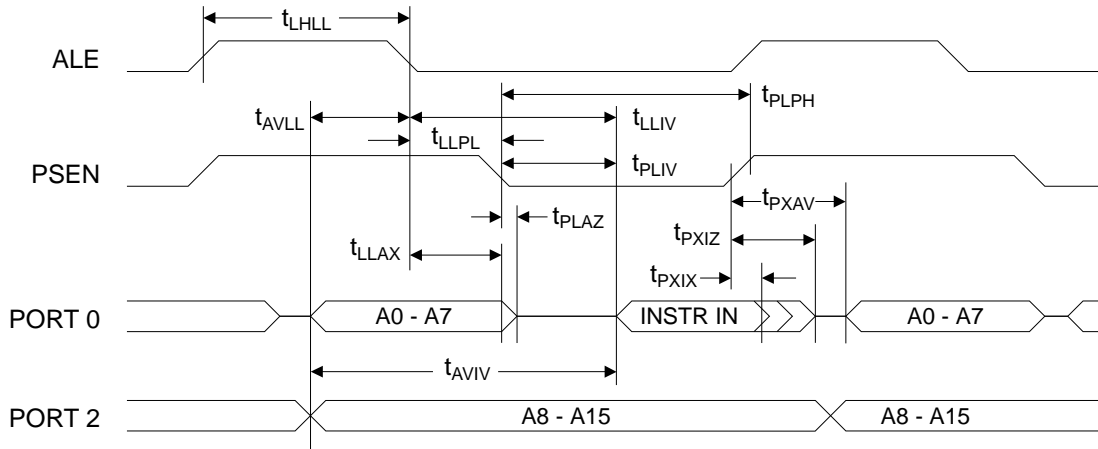 tLHLL
ALE
tPLPH
tAVLL
tLLIV
tLLPL
PSEN
tPLIV
tPXAV
tPLAZ
tPXIZ
tLLAX
tPXIX
PORT 0
A0 - A7
INSTR IN
A0 - A7
tAVIV
PORT 2
A8 - A15
A8 - A15